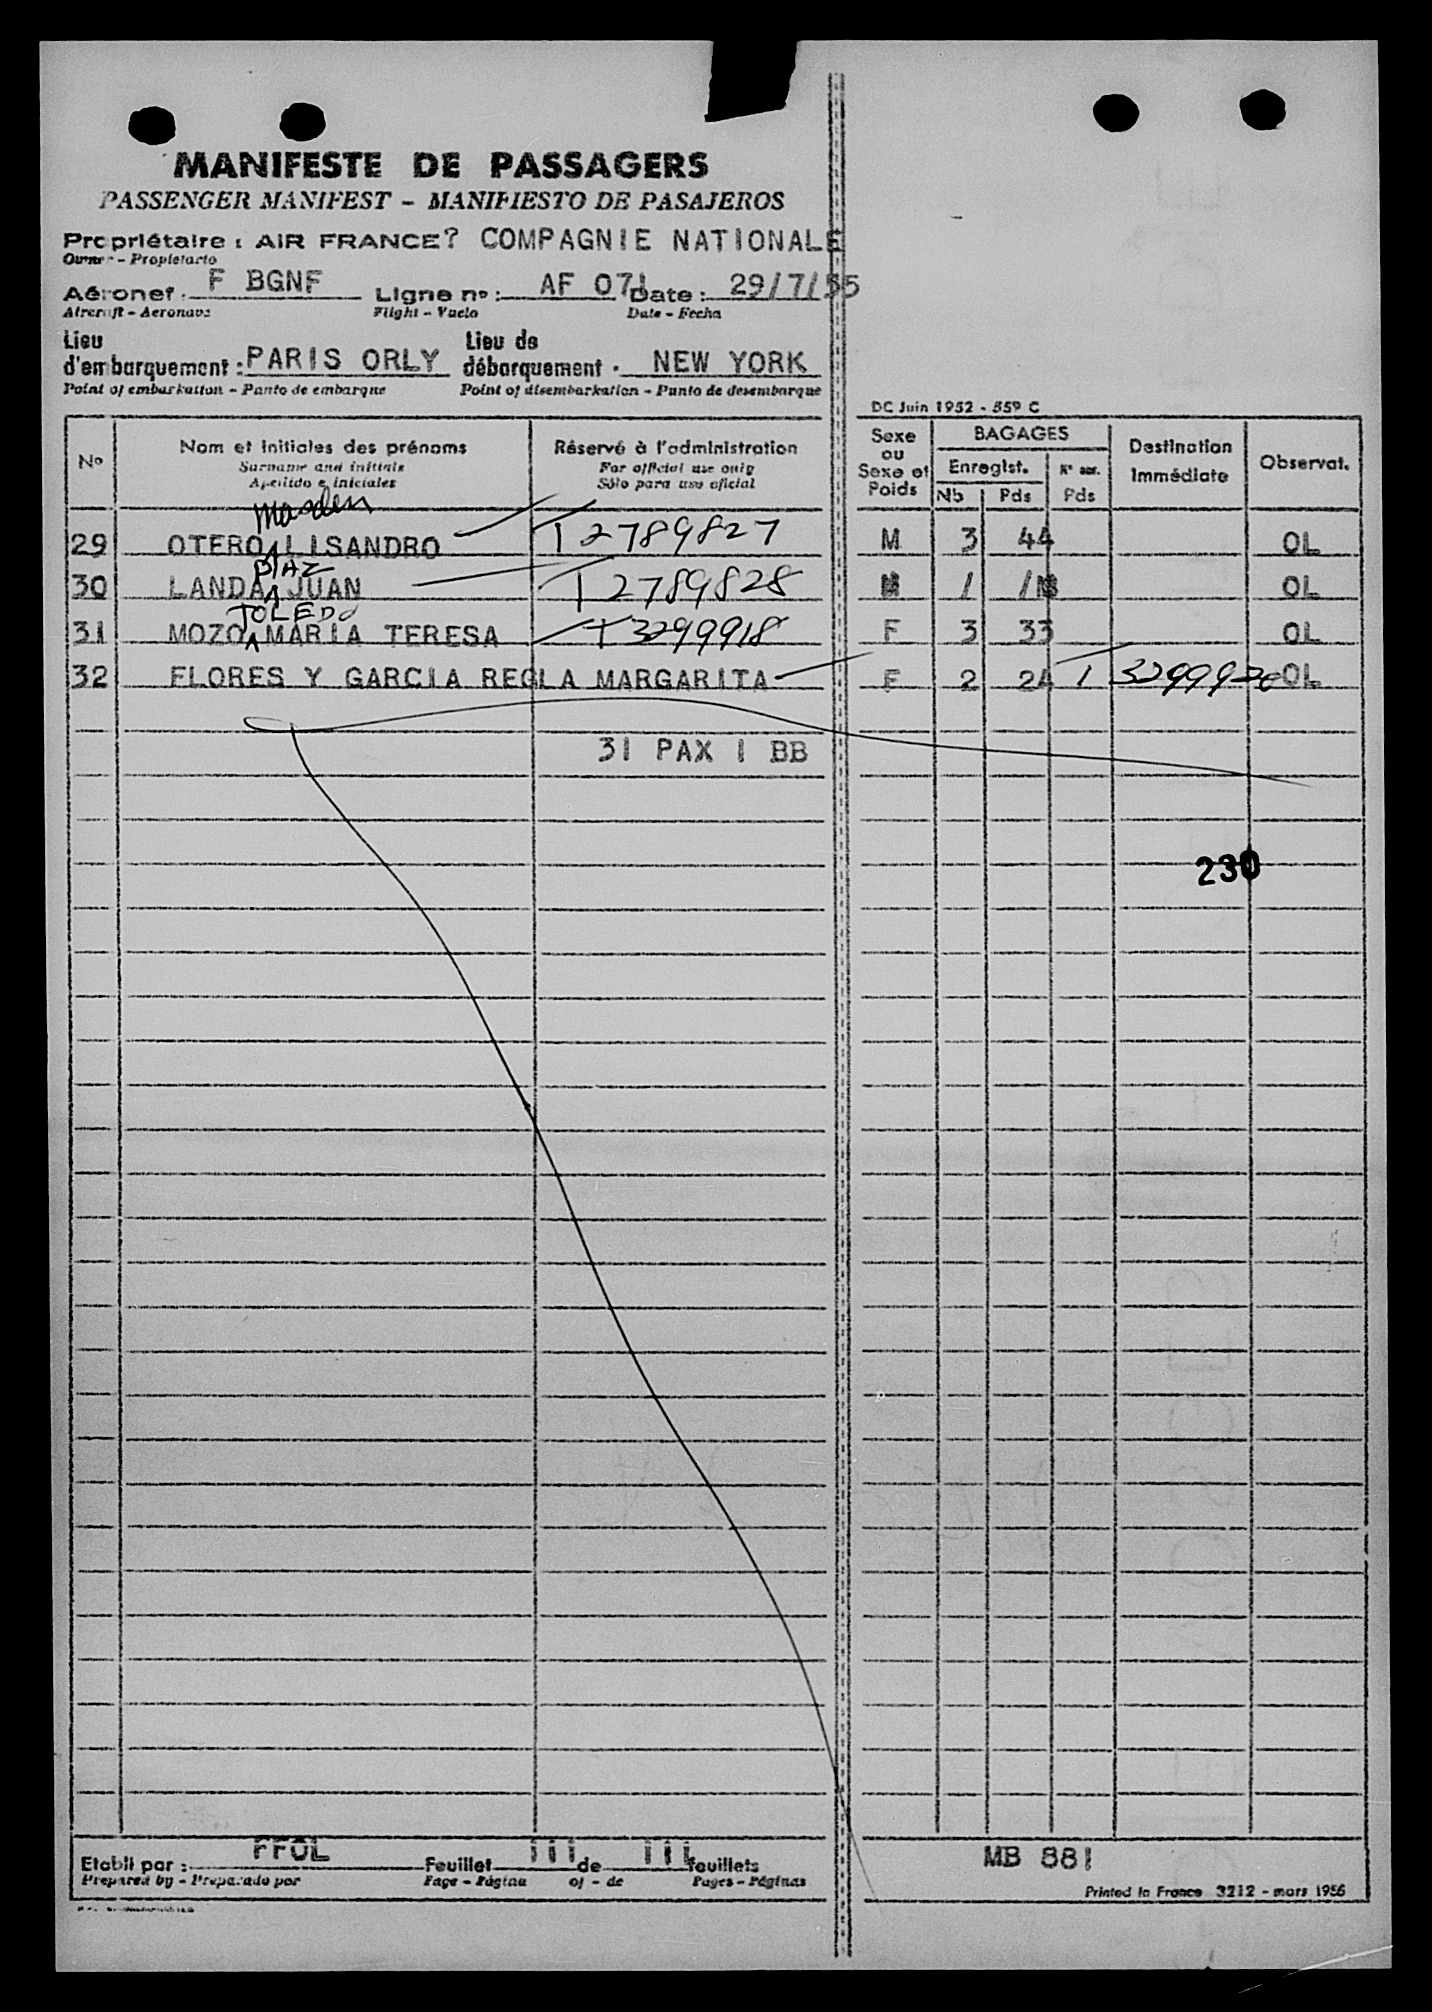 MANIFESTE DE PASSAGERS
PASSENGER MANIFEST - MANIFIESTO DE PASAJEROS
Propriétaire : AIR FRANCE? COMPAGNIE NATIONALE
Owner - Propietario
Aéronef : F BGNF Ligne nº : AF 071 Date : 29/7/55
Aircraft - Aeronave Flight - Vuelo Date - Fecha
Lieu d'embarquement : PARIS ORLY Lieu de débarquement : NEW YORK
Point of embarkation - Punto de embarque Point of disembarkation - Punto de desembarque
DC Juin 1952 - 559 C
Nº Nom et initiales des prénoms Réservé à l'administration Sexe ou Sexe et Poids BAGAGES Destination Immédiate Observat.
Surname and initials For official use only Enregist. Nb Pds Pds
Apellido e iniciales Sólo para uso oficial
Masden
29 OTERO LISANDRO T 2789827 M 3 44 OL
DIAZ
30 LANDA JUAN T 2789828 M 1 OL
TOLEDO
31 MOZO MARIA TERESA T 3299918 F 3 33 OL
32 FLORES Y GARCIA REGLA MARGARITA F 2 24 T OL
31 PAX 1 BB
230
Etabli par : FFOL Feuillet III de III feuillets MB 881
Prepared by - Preparado por Page - Página of - de Pages - Páginas Printed in France 3212 - mars 1955